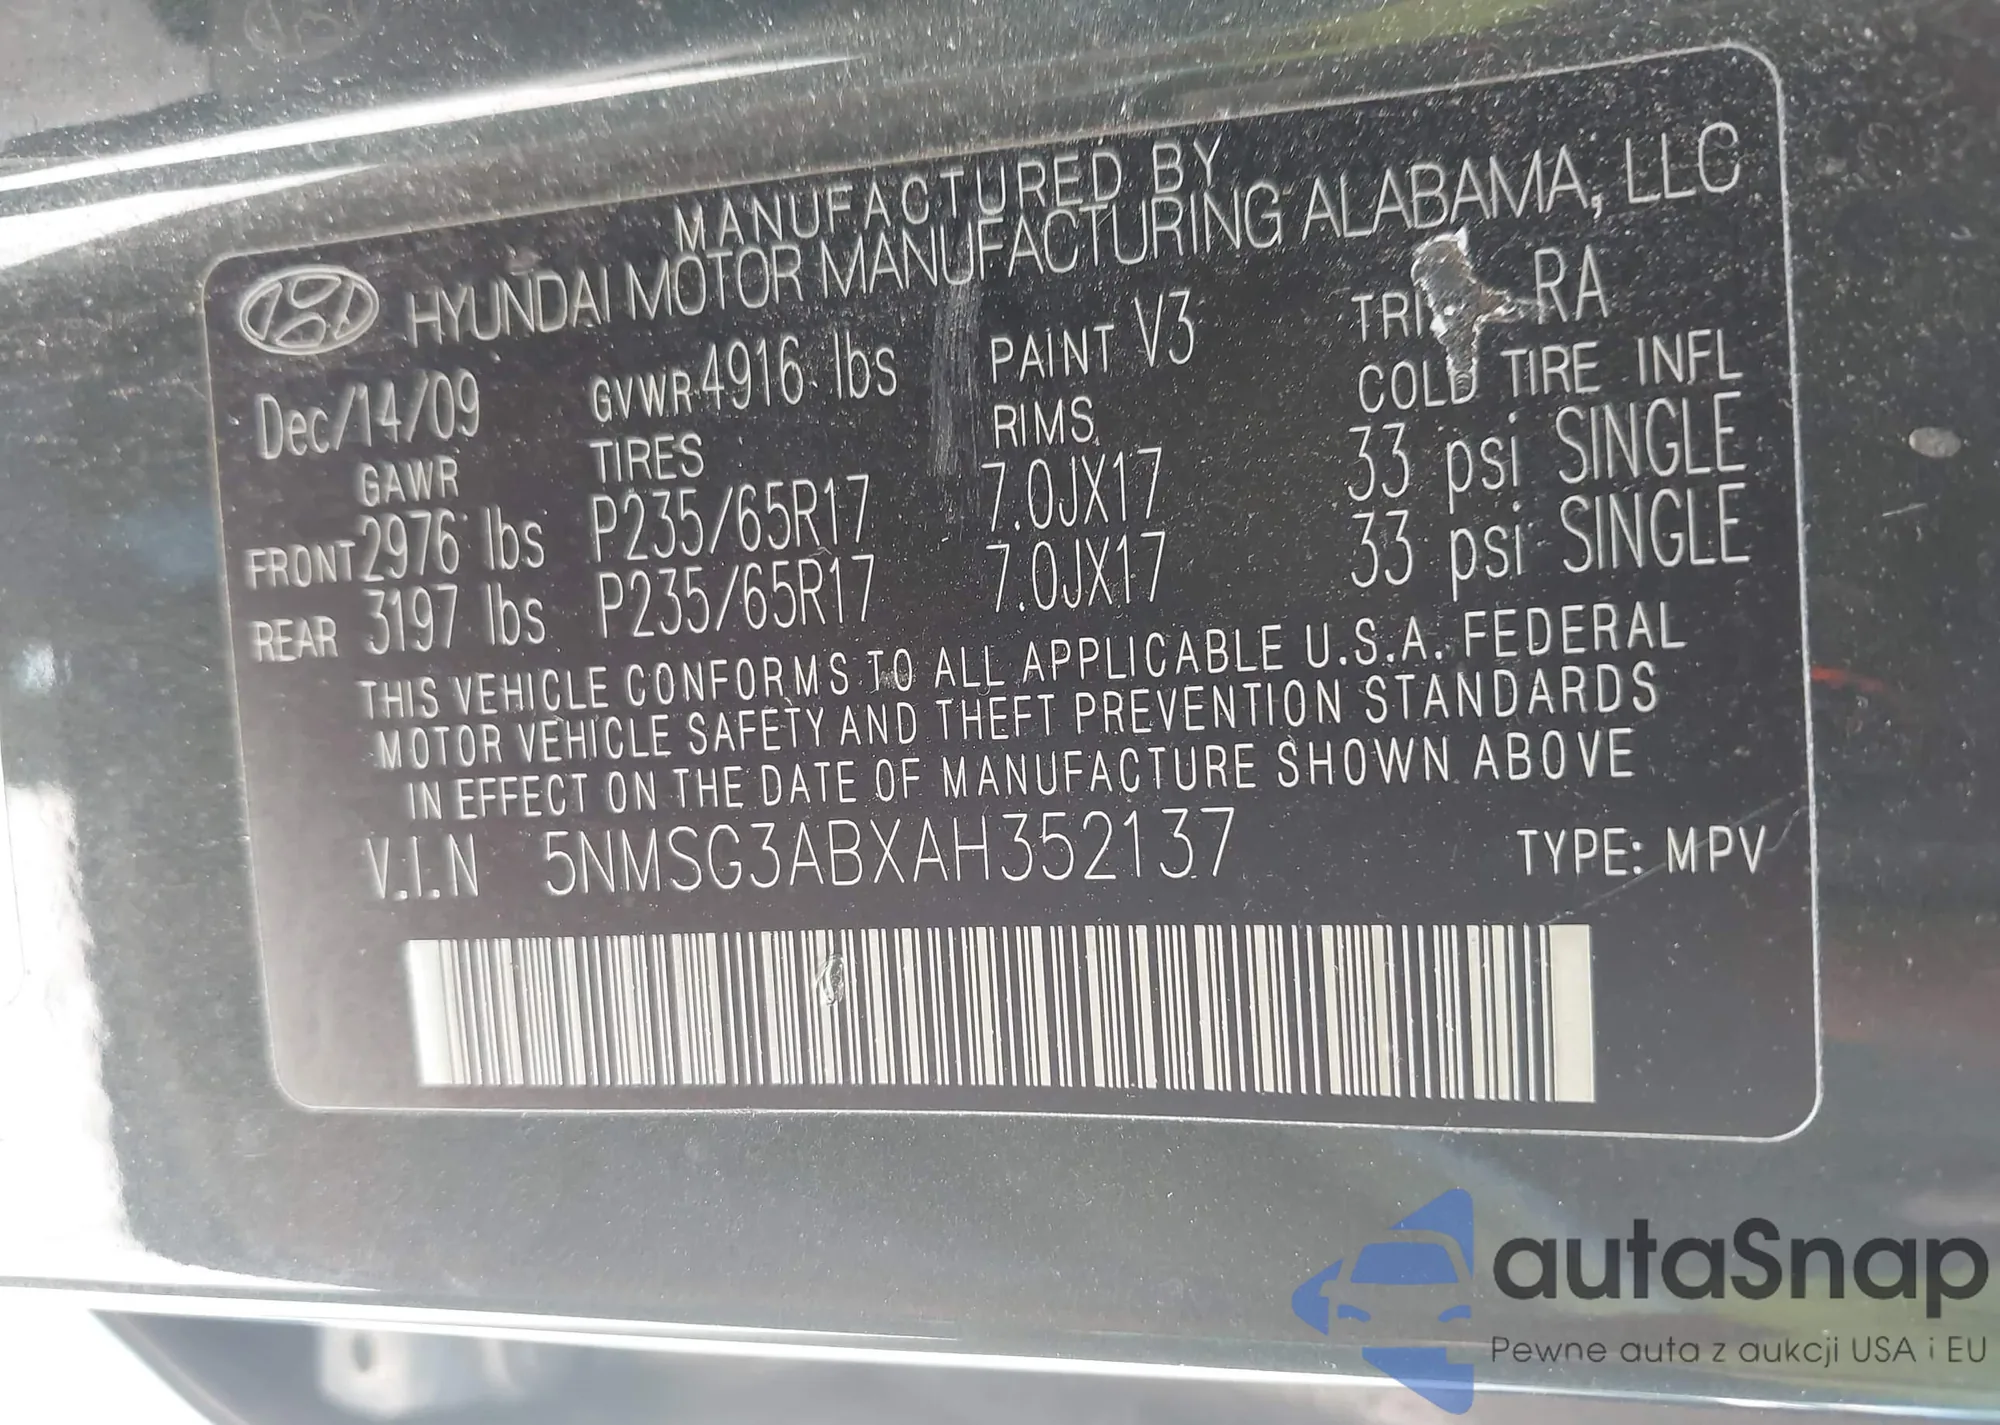 MANUFACTURED BY
HYUNDAI MOTOR MANUFACTURING ALABAMA, LLC
Dec/14/09 GVWR 4916 lbs PAINT V3 RA
GAWR TIRES RIMS COLD TIRE INFL
FRONT 2976 lbs P235/65R17 7.0JX17 33 psi SINGLE
REAR 3197 lbs P235/65R17 7.0JX17 33 psi SINGLE
THIS VEHICLE CONFORMS TO ALL APPLICABLE U.S.A. FEDERAL
MOTOR VEHICLE SAFETY AND THEFT PREVENTION STANDARDS
IN EFFECT ON THE DATE OF MANUFACTURE SHOWN ABOVE
V.I.N 5NMSG3ABXAH352137 TYPE: MPV
autaSnap
Pewne auta z aukcji USA i EU